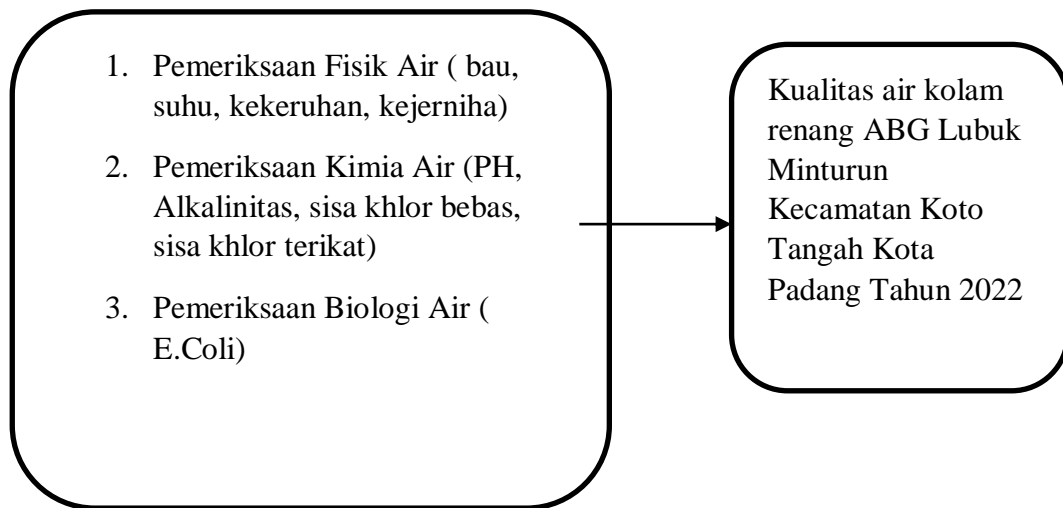 1. Pemeriksaan Fisik Air ( bau,
suhu, kekeruhan, kejerniha)
2. Pemeriksaan Kimia Air (PH,
Alkalinitas, sisa khlor bebas,
sisa khlor terikat)
3. Pemeriksaan Biologi Air (
E.Coli)
Kualitas air kolam
renang ABG Lubuk
Minturun
Kecamatan Koto
Tangah Kota
Padang Tahun 2022